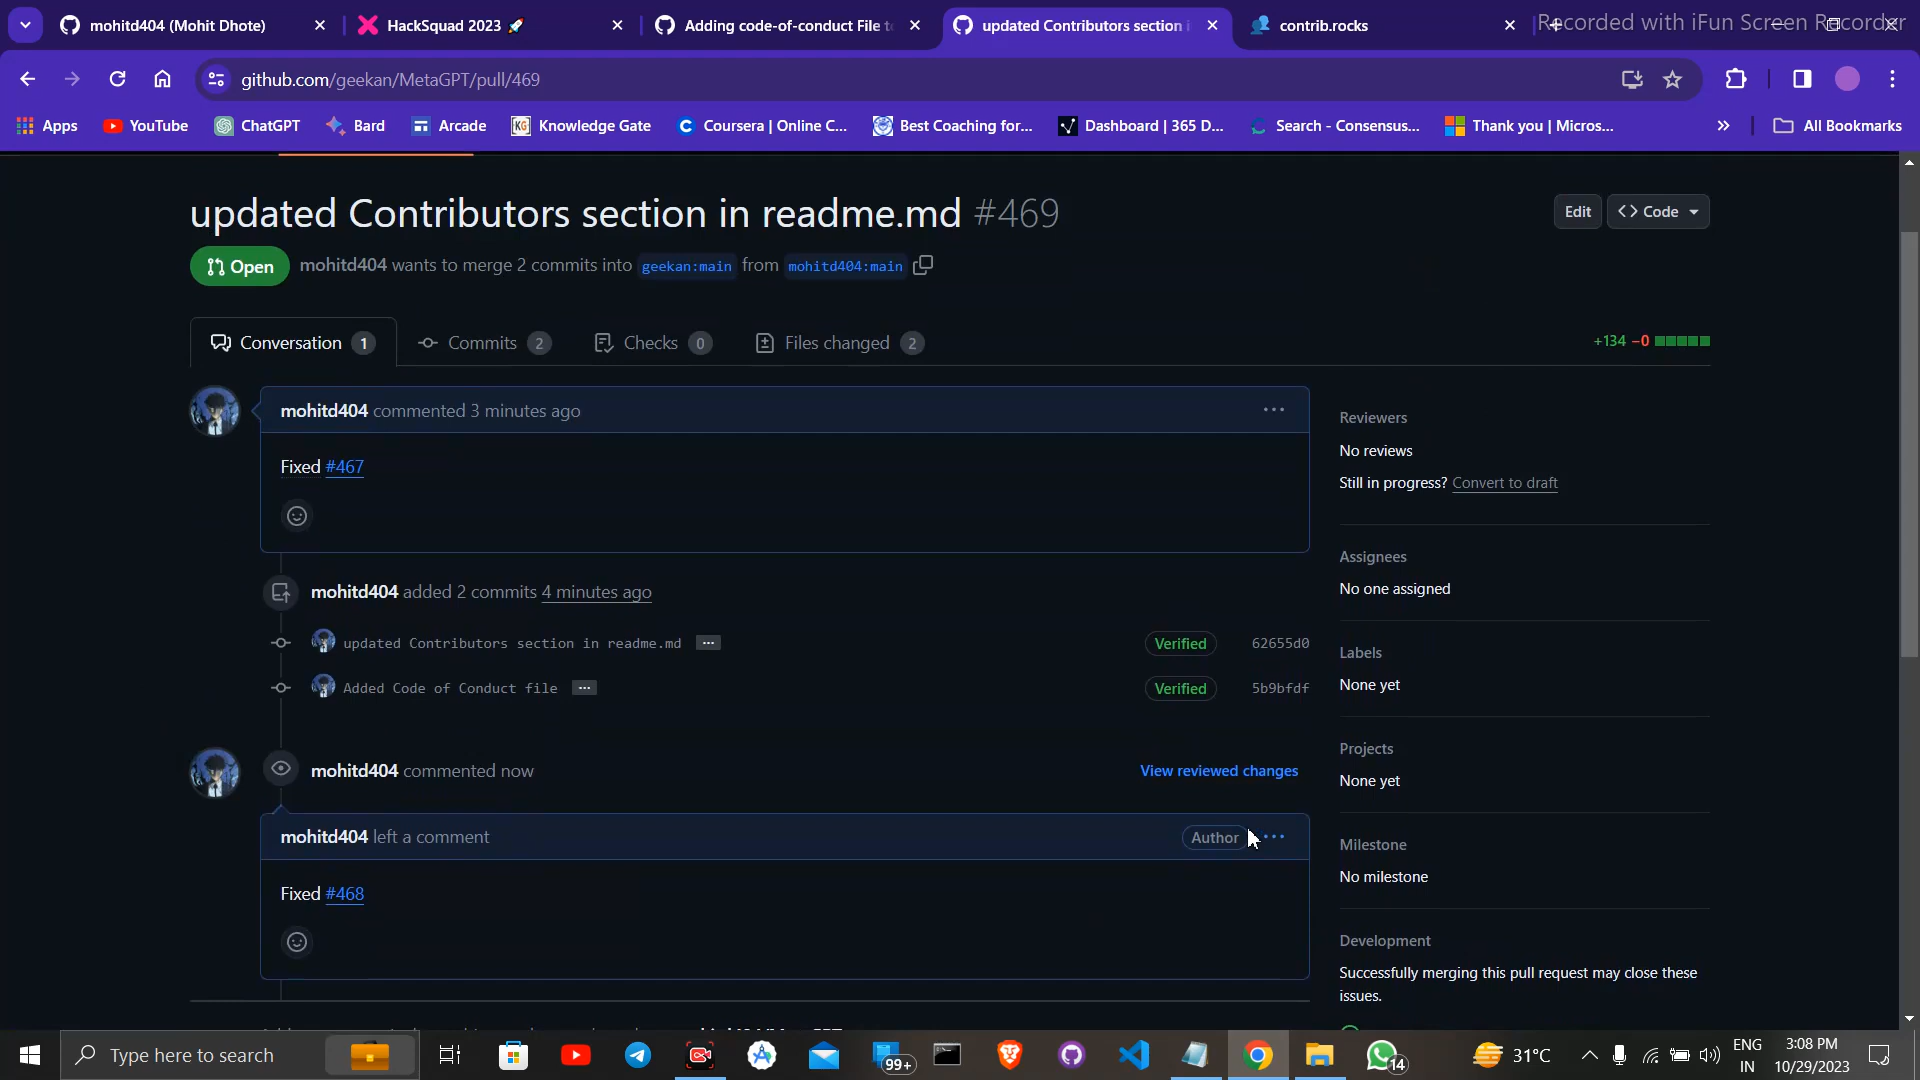 mohitd404 (Mohit Dhote)
HackSquad 2023 🚀
Adding code-of-conduct File to
updated Contributors section i
contrib.rocks
Recorded with iFun Screen Recorder
github.com/geekan/MetaGPT/pull/469
Apps
YouTube
ChatGPT
Bard
Arcade
KG Knowledge Gate
Coursera | Online C...
Best Coaching for...
Dashboard | 365 D...
Search - Consensus...
Thank you | Micros...
All Bookmarks
updated Contributors section in readme.md #469
Edit
<> Code
Open
mohitd404 wants to merge 2 commits into geekan:main from mohitd404:main
Conversation 1
Commits 2
Checks 0
Files changed 2
+134 −0
mohitd404 commented 3 minutes ago
Fixed #467
mohitd404 added 2 commits 4 minutes ago
updated Contributors section in readme.md ...
Verified
62655d0
Added Code of Conduct file ...
Verified
5b9bfdf
mohitd404 commented now
View reviewed changes
mohitd404 left a comment
Author
Fixed #468
Reviewers
No reviews
Still in progress? Convert to draft
Assignees
No one assigned
Labels
None yet
Projects
None yet
Milestone
No milestone
Development
Successfully merging this pull request may close these
issues.
Type here to search
99+
14
31°C
ENG
IN
3:08 PM
10/29/2023